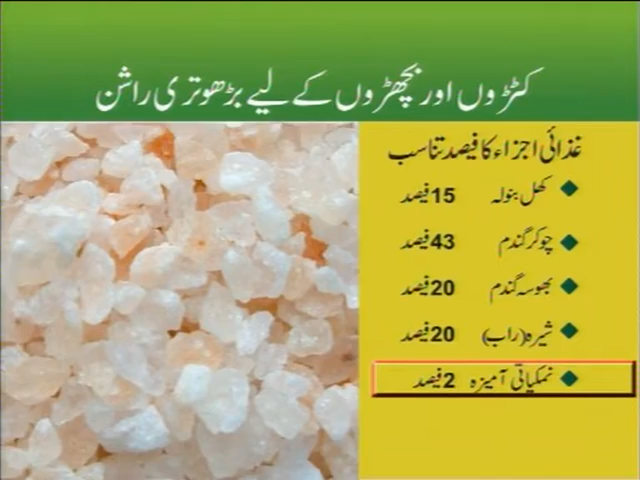 کٹڑوں اور بچھڑوں کے لیے بڑھوتری راشن
غذائی اجزاء کا فیصد تناسب
کھل بنولہ 15 فیصد
چوکر گندم 43 فیصد
بھوسہ گندم 20 فیصد
شیرہ (راب) 20 فیصد
نمکیاتی آمیزہ 2 فیصد